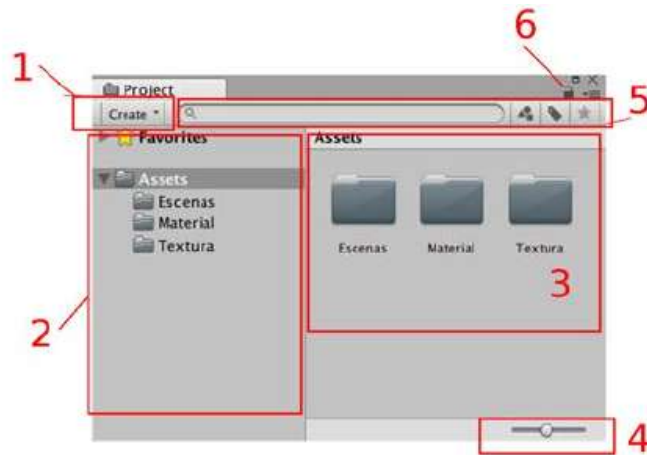 6
1
Project
5
Create
Favorites
Assets
Assets
Escenas
Material
Textura
Escenas Material Textura
3
2
4